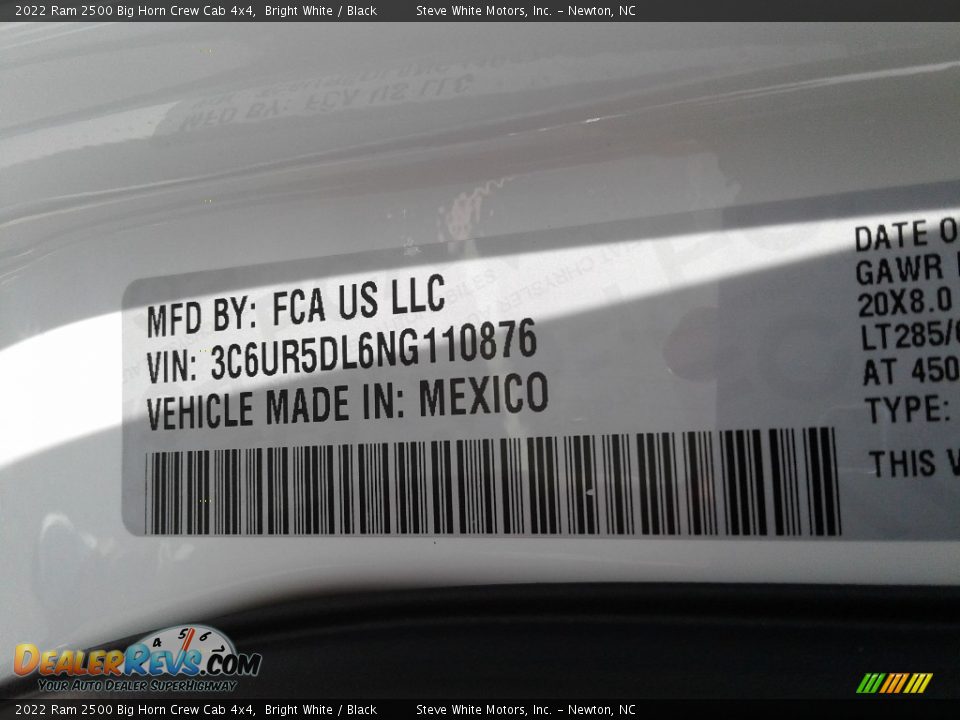 2022 Ram 2500 Big Horn Crew Cab 4x4, Bright White / Black Steve White Motors, Inc. – Newton, NC
MFD BY: FCA US LLC
VIN: 3C6UR5DL6NG110876
VEHICLE MADE IN: MEXICO
DATE O
GAWR
20X8.0
LT285/
AT 450
TYPE:
THIS
4 5 6
DEALERREVS.COM
YOUR AUTO DEALER SUPERHIGHWAY
2022 Ram 2500 Big Horn Crew Cab 4x4, Bright White / Black Steve White Motors, Inc. – Newton, NC